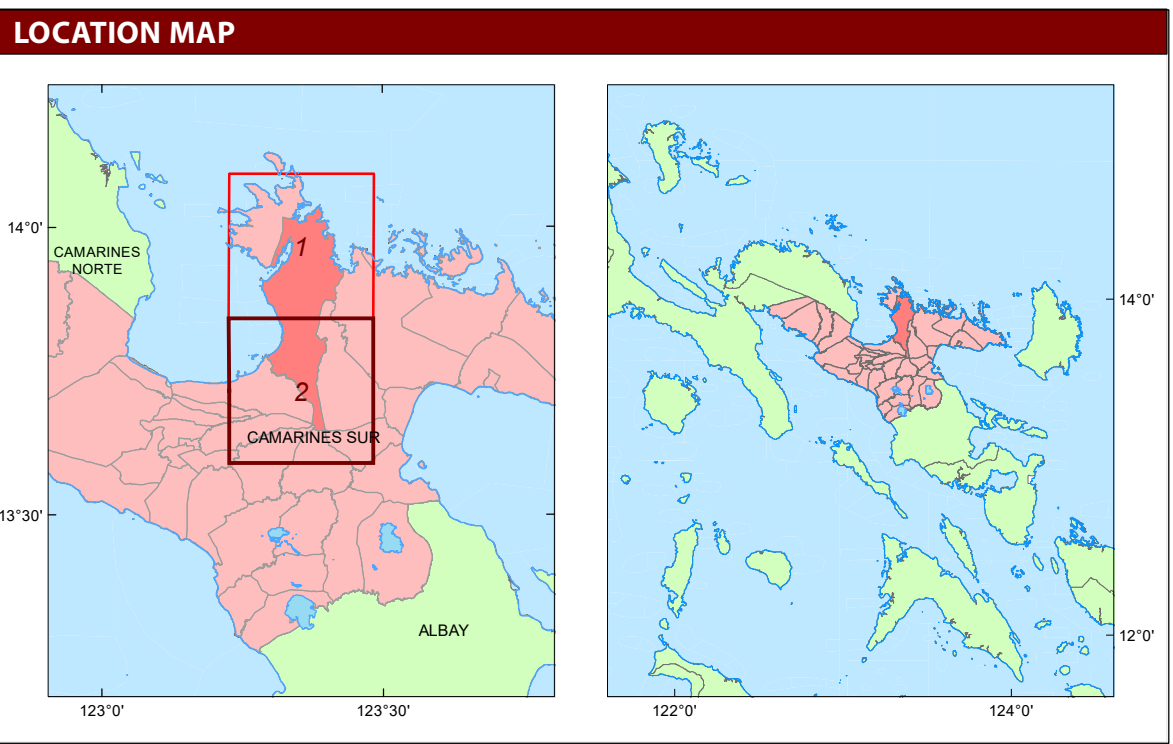 LOCATION MAP
14°0'
CAMARINES
NORTE
1
2
CAMARINES SUR
13°30'
ALBAY
123°0'
123°30'
14°0'
12°0'
122°0'
124°0'